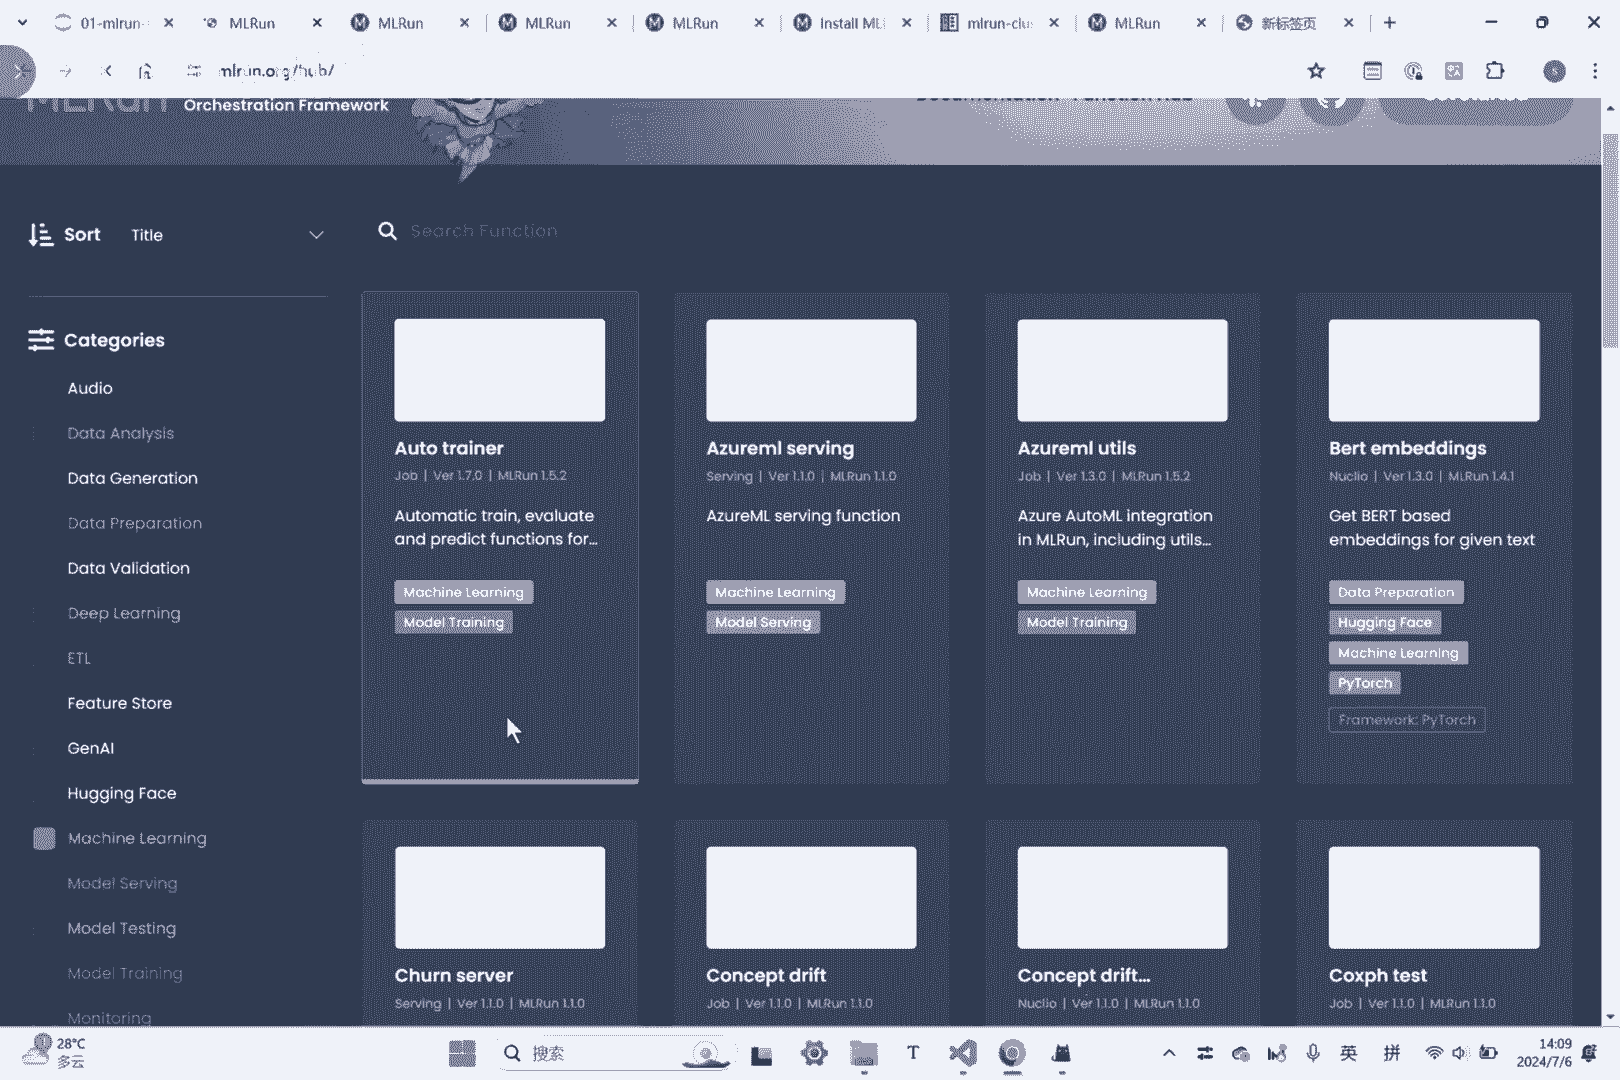 01-mlrun-
MLRun
MLRun
MLRun
MLRun
Install ML
mlrun-clu
MLRun
新标签页
mlrun.org/hub/
MLRun
Orchestration Framework
Sort
Title
Search Function
Categories
Audio
Data Analysis
Data Generation
Data Preparation
Data Validation
Deep Learning
ETL
Feature Store
GenAI
Hugging Face
Machine Learning
Model Serving
Model Testing
Model Training
Monitoring
Auto trainer
Job | Ver 1.7.0 | MLRun 1.5.2
Automatic train, evaluate
and predict functions for...
Machine Learning
Model Training
Azureml serving
Serving | Ver 1.1.0 | MLRun 1.1.0
AzureML serving function
Machine Learning
Model Serving
Azureml utils
Job | Ver 1.3.0 | MLRun 1.5.2
Azure AutoML integration
in MLRun, including utils...
Machine Learning
Model Training
Bert embeddings
Nuclio | Ver 1.3.0 | MLRun 1.4.1
Get BERT based
embeddings for given text
Data Preparation
Hugging Face
Machine Learning
PyTorch
Framework: PyTorch
Churn server
Serving | Ver 1.1.0 | MLRun 1.1.0
Concept drift
Job | Ver 1.1.0 | MLRun 1.1.0
Concept drift...
Nuclio | Ver 1.1.0 | MLRun 1.1.0
Coxph test
Job | Ver 1.1.0 | MLRun 1.1.0
28°C
多云
搜索
英
拼
14:09
2024/7/6